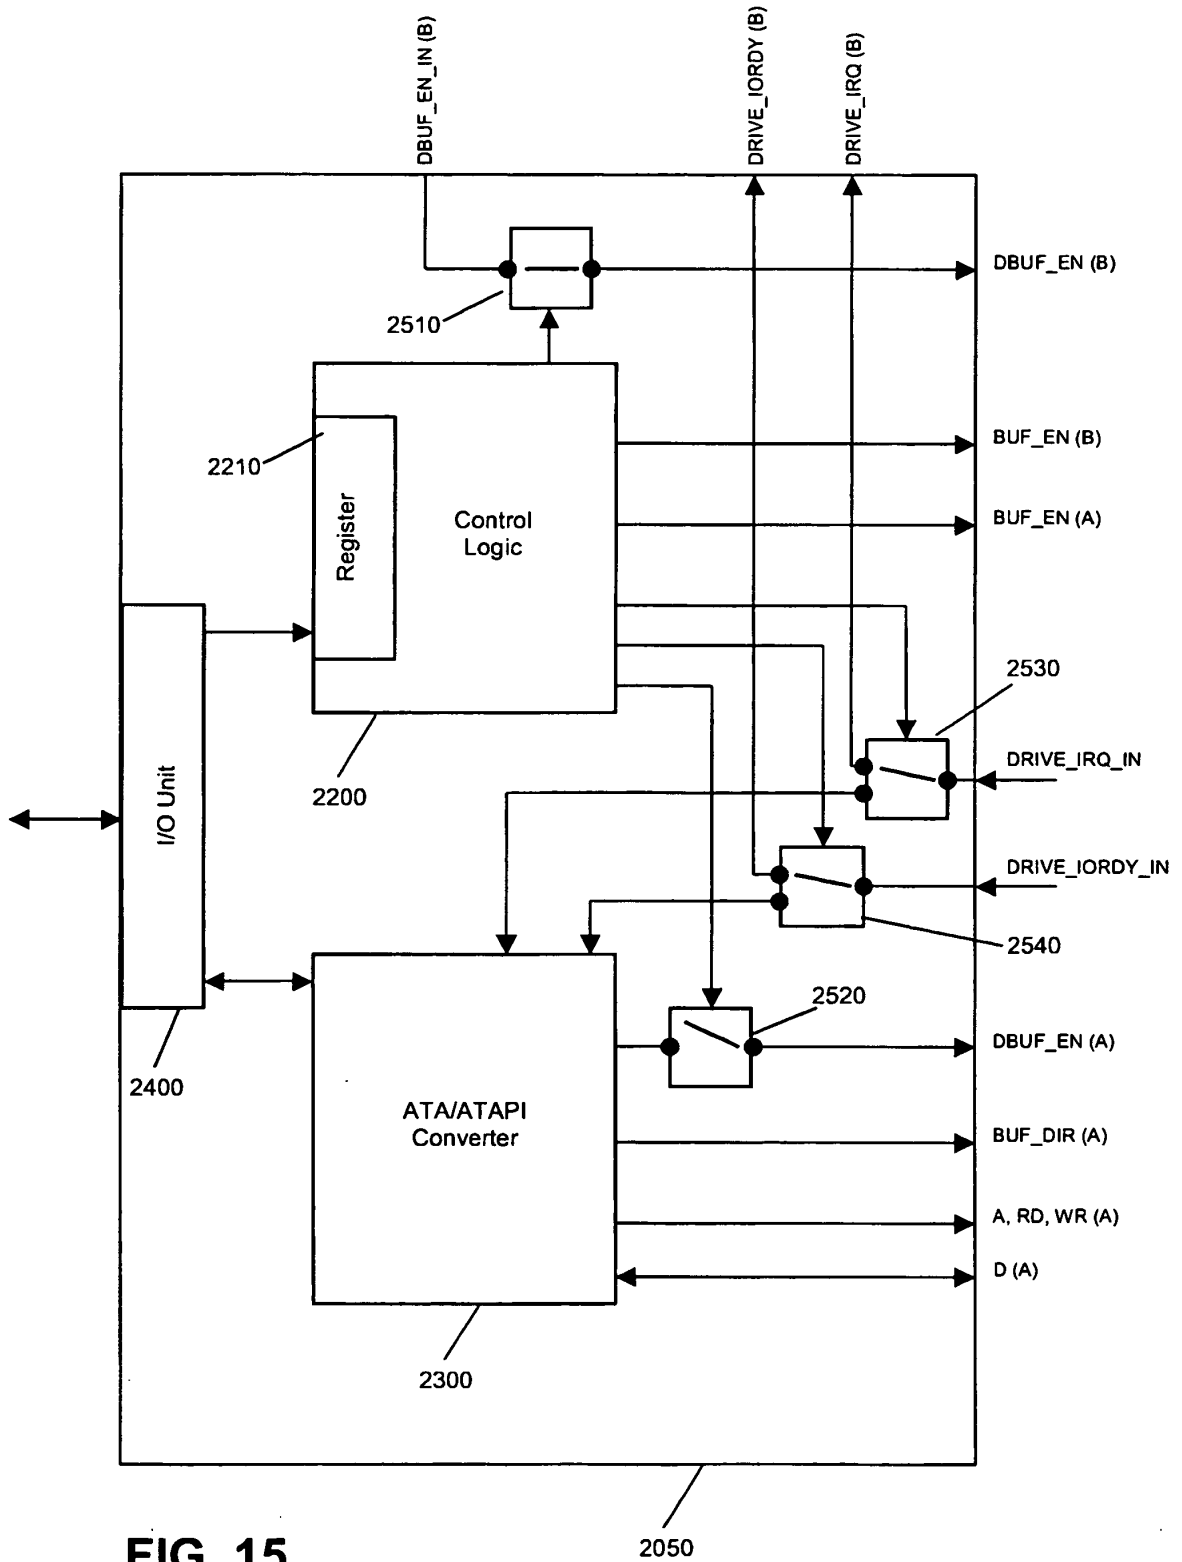 DBUF_EN_IN (B)
DRIVE_IORDY (B)
DRIVE_IRQ (B)
DBUF_EN (B)
2510
BUF_EN (B)
2210
Register
Control
Logic
BUF_EN (A)
2530
I/O Unit
DRIVE_IRQ_IN
2200
DRIVE_IORDY_IN
2540
2520
DBUF_EN (A)
2400
ATA/ATAPI
Converter
BUF_DIR (A)
A, RD, WR (A)
D (A)
2300
2050
FIG. 15